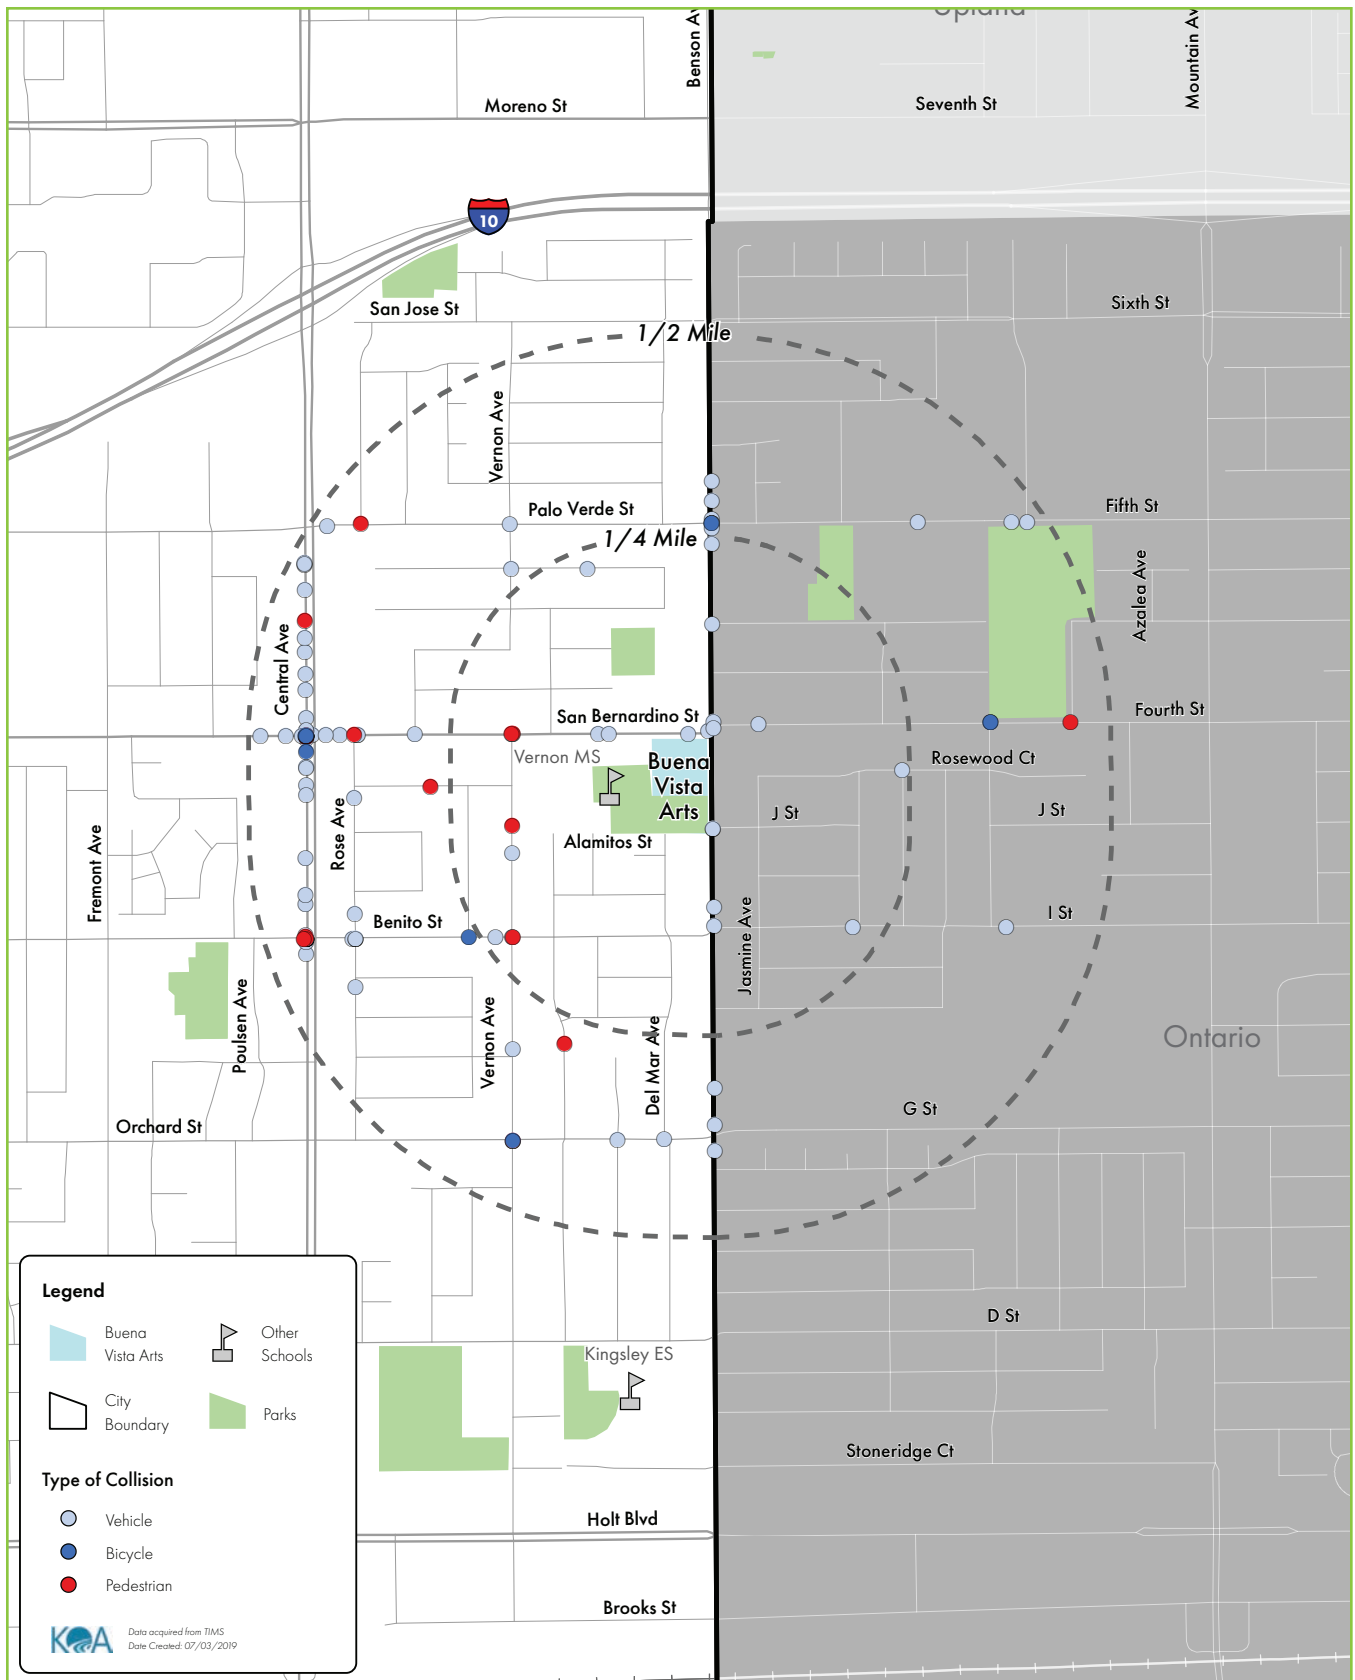 Upland
Benson Av
Mountain Av
Moreno St
Seventh St
10
San Jose St
Sixth St
1/2 Mile
Vernon Ave
Palo Verde St
Fifth St
1/4 Mile
Azalea Ave
Central Ave
San Bernardino St
Fourth St
Vernon MS
Buena
Vista
Arts
Rosewood Ct
J St
J St
Rose Ave
Alamitos St
Fremont Ave
Benito St
I St
Jasmine Ave
Poulsen Ave
Vernon Ave
Del Mar Ave
Ontario
G St
Orchard St
D St
Kingsley ES
Stoneridge Ct
Holt Blvd
Brooks St
Legend
Buena
Vista Arts
Other
Schools
City
Boundary
Parks
Type of Collision
Vehicle
Bicycle
Pedestrian
KOA
Data acquired from TIMS
Date Created: 07/03/2019